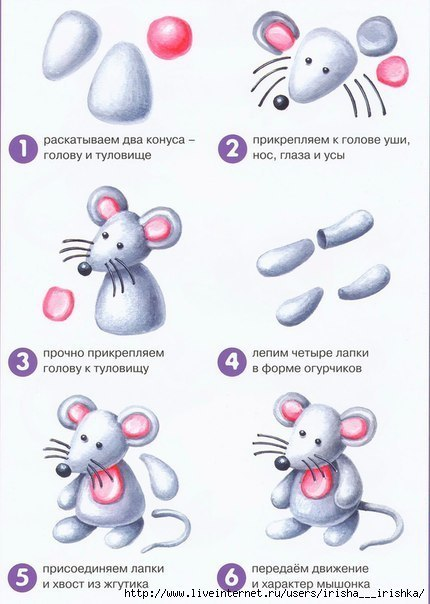 1 раскатываем два конуса –
голову и туловище
2 прикрепляем к голове уши,
нос, глаза и усы
3 прочно прикрепляем
голову к туловищу
4 лепим четыре лапки
в форме огурчиков
5 присоединяем лапки
и хвост из жгутика
6 передаём движение
и характер мышонка
http://www.liveinternet.ru/users/irisha___irishka/